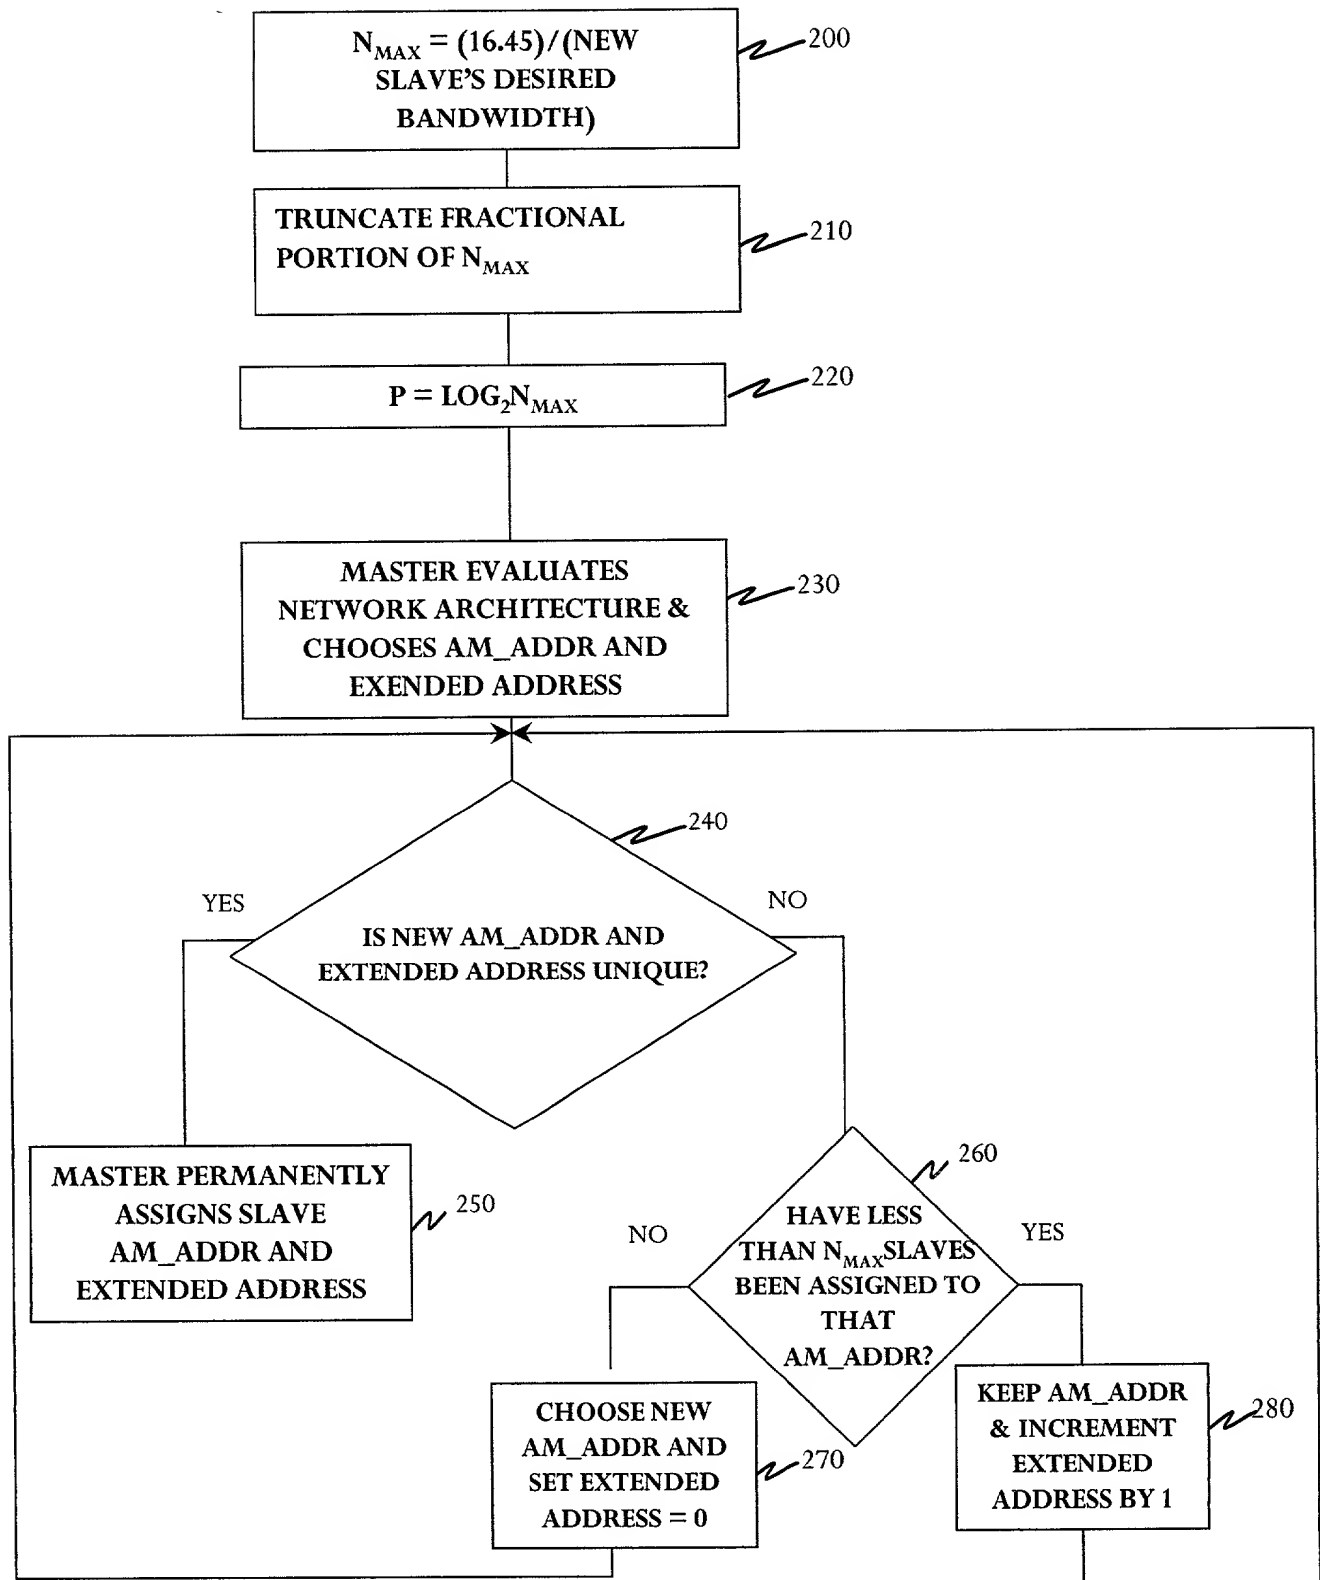 N_MAX = (16.45)/(NEW
SLAVE'S DESIRED
BANDWIDTH)
200
TRUNCATE FRACTIONAL
PORTION OF N_MAX
210
P = LOG_2N_MAX
220
MASTER EVALUATES
NETWORK ARCHITECTURE &
CHOOSES AM_ADDR AND
EXENDED ADDRESS
230
240
YES
NO
IS NEW AM_ADDR AND
EXTENDED ADDRESS UNIQUE?
MASTER PERMANENTLY
ASSIGNS SLAVE
AM_ADDR AND
EXTENDED ADDRESS
250
260
NO
YES
HAVE LESS
THAN N_MAX SLAVES
BEEN ASSIGNED TO
THAT
AM_ADDR?
CHOOSE NEW
AM_ADDR AND
SET EXTENDED
ADDRESS = 0
270
KEEP AM_ADDR
& INCREMENT
EXTENDED
ADDRESS BY 1
280